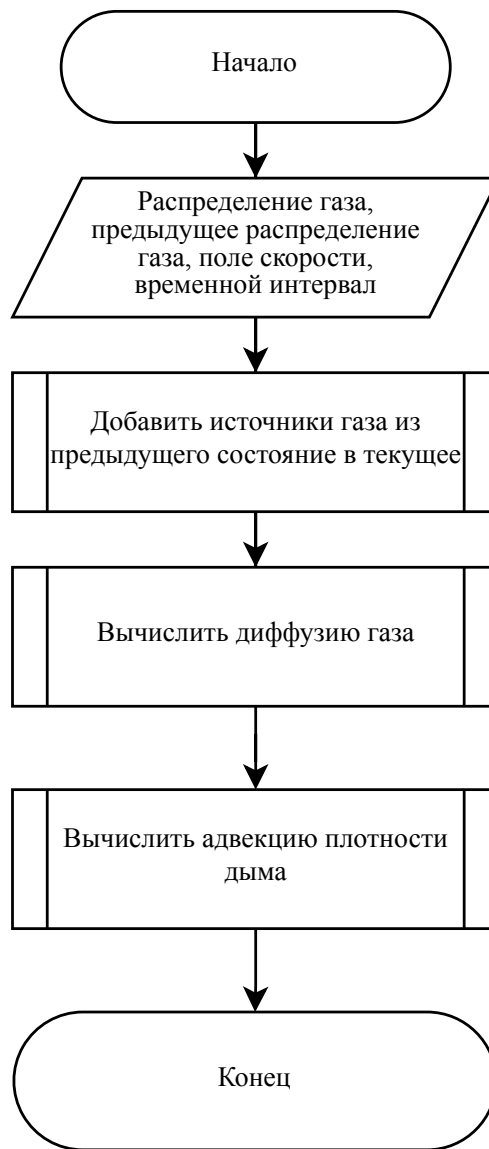 Начало
Распределение газа,
предыдущее распределение
газа, поле скорости,
временной интервал
Добавить источники газа из
предыдущего состояние в текущее
Вычислить диффузию газа
Вычислить адвекцию плотности
дыма
Конец